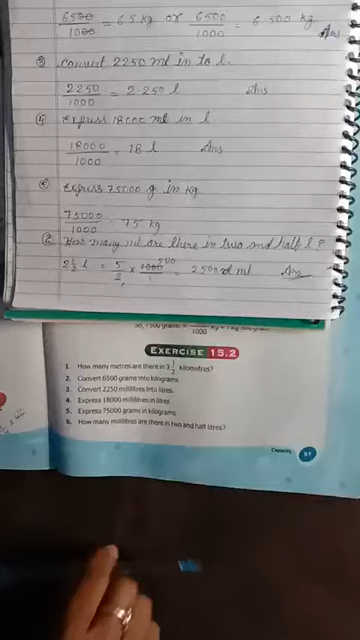 6500/1000 = 6.5 kg or 6500/1000 = 6.500 kg
Ans
③ convert 2250 ml in to l.
2250/1000 = 2.250 l Ans
④ Express 18000 ml in l
18000/1000 = 18 l Ans
⑤ Express 75000 g in kg
75000/1000 = 75 kg
⑥ How many ml are there in two and half l?
2 1/2 l = 5/2 × 1000 500/1 = 2500 ml Ans
1000
EXERCISE 15.2
1. How many metres are there in 3 1/2 kilometres?
2. Convert 6500 grams into kilograms.
3. Convert 2250 millilitres into litres.
4. Express 18000 millilitres in litres.
5. Express 75000 grams in kilograms.
6. How many millilitres are there in two and half litres?
Capacity 97